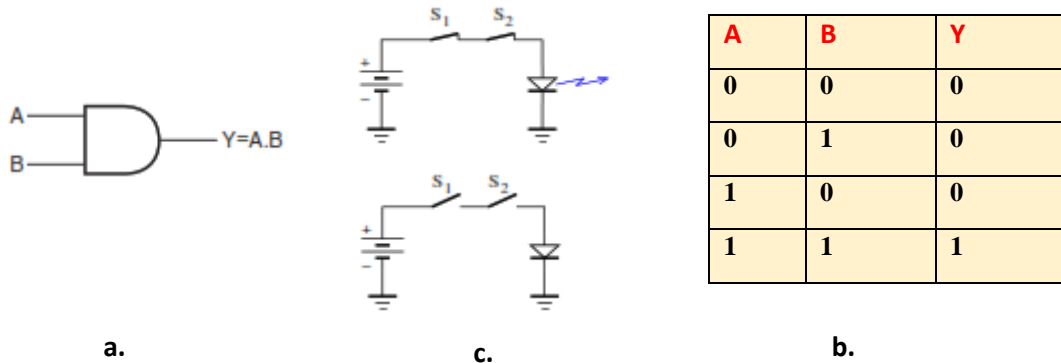 A
B
Y=A.B
a.
S1 S2
+
−
S1 S2
+
−
c.
A B Y
0 0 0
0 1 0
1 0 0
1 1 1
b.